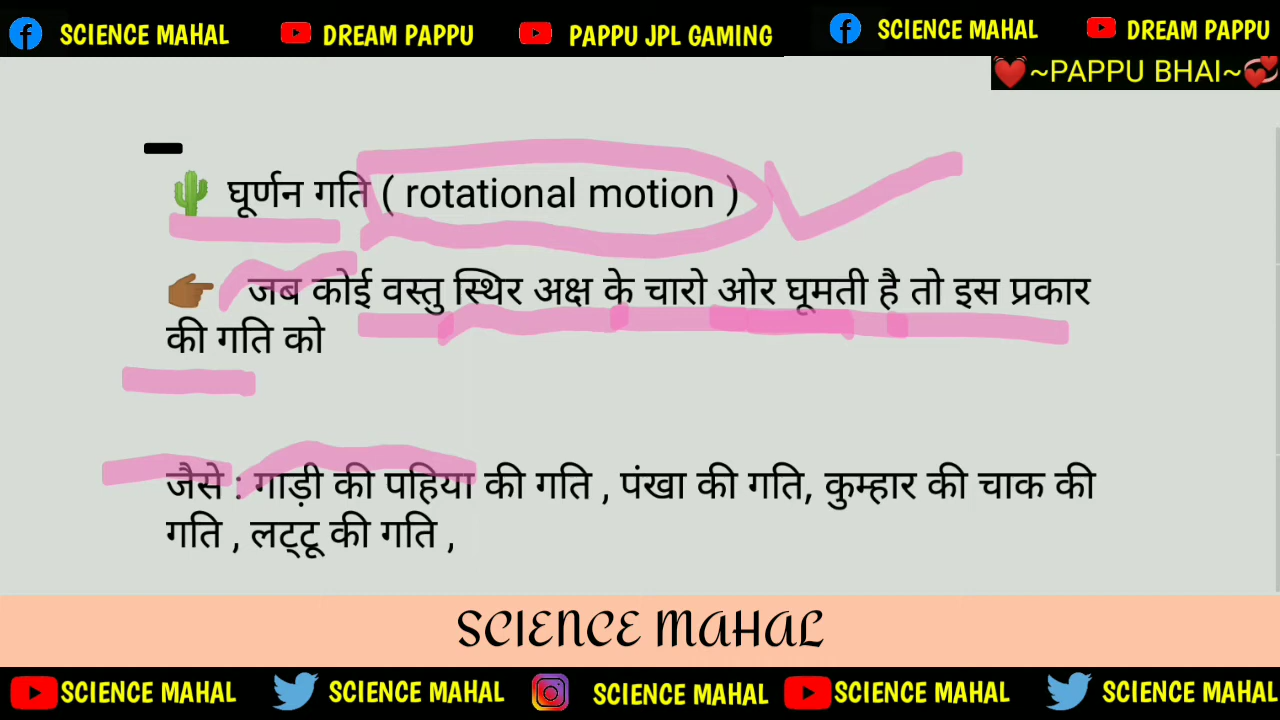 SCIENCE MAHAL DREAM PAPPU PAPPU JPL GAMING SCIENCE MAHAL DREAM PAPPU
~PAPPU BHAI~
घूर्णन गति ( rotational motion )
जब कोई वस्तु स्थिर अक्ष के चारो ओर घूमती है तो इस प्रकार
की गति को
जैसे : गाड़ी की पहिया की गति , पंखा की गति, कुम्हार की चाक की
गति , लट्टू की गति ,
SCIENCE MAHAL
SCIENCE MAHAL SCIENCE MAHAL SCIENCE MAHAL SCIENCE MAHAL SCIENCE MAHAL